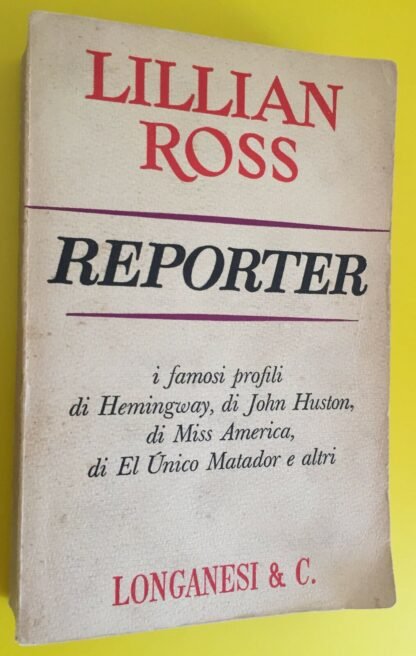 LILLIAN
ROSS
REPORTER
i famosi profili
di Hemingway, di John Huston,
di Miss America,
di El Único Matador e altri
LONGANESI & C.